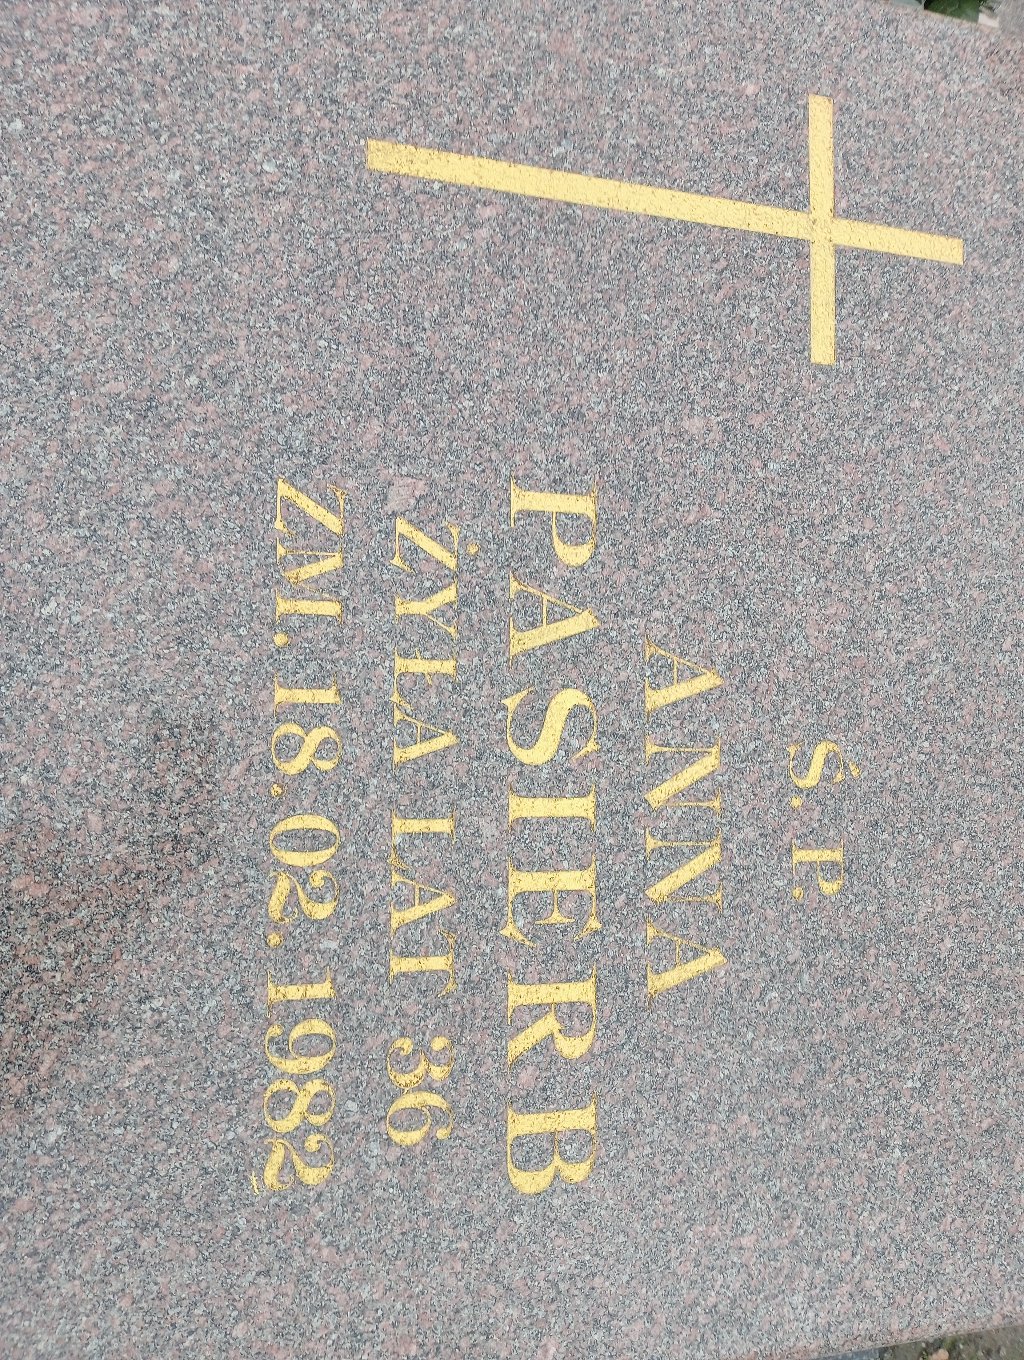 Ś.P.
ANNA
PASIERB
ŻYŁA LAT 36
ZM. 18.02.1982